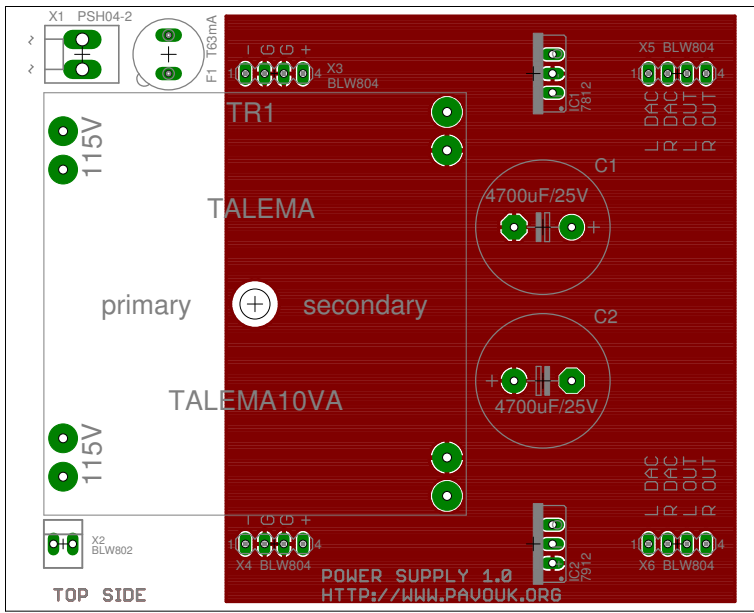 X1 PSH04-2
~
~
F1 T63mA
- G G +
1 4
X3
BLW804
IC1
7812
X5 BLW804
1 4
L DAC
R DAC
L OUT
R OUT
TR1
115V
C1
4700uF/25V
+
TALEMA
primary
secondary
C2
+
4700uF/25V
TALEMA10VA
115V
L DAC
R DAC
L OUT
R OUT
X2
BLW802
- G G +
1 4
X4 BLW804
IC2
7912
1 4
X6 BLW804
TOP SIDE
POWER SUPPLY 1.0
HTTP://WWW.PAVOUK.ORG